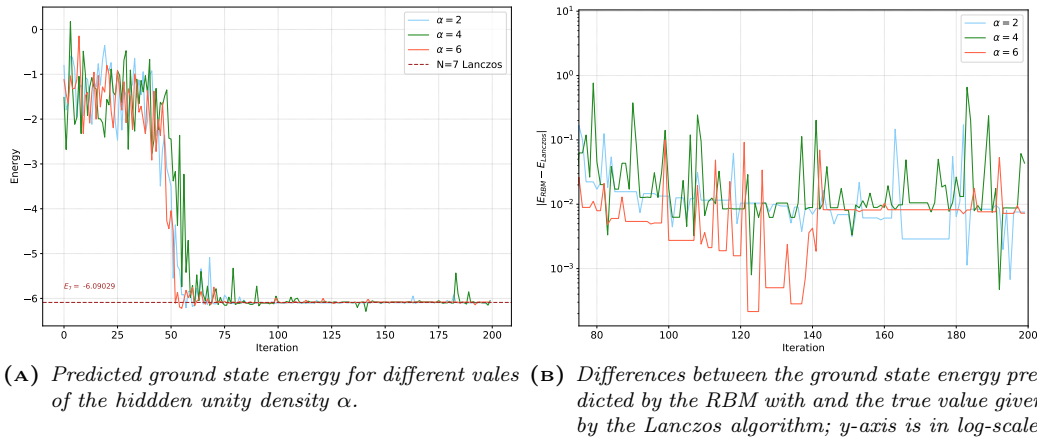 α = 2
α = 4
α = 6
N=7 Lanczos
E₇ = -6.09029
Energy
0
−1
−2
−3
−4
−5
−6
0 25 50 75 100 125 150 175 200
Iteration
α = 2
α = 4
α = 6
|E_RBM − E_Lanczos|
10⁻¹
10⁰
10⁻¹
10⁻²
10⁻³
80 100 120 140 160 180 200
Iteration
(A) Predicted ground state energy for different vales
of the hidddden unity density α.
(B) Differences between the ground state energy pre-
dicted by the RBM with and the true value given
by the Lanczos algorithm; y-axis is in log-scale